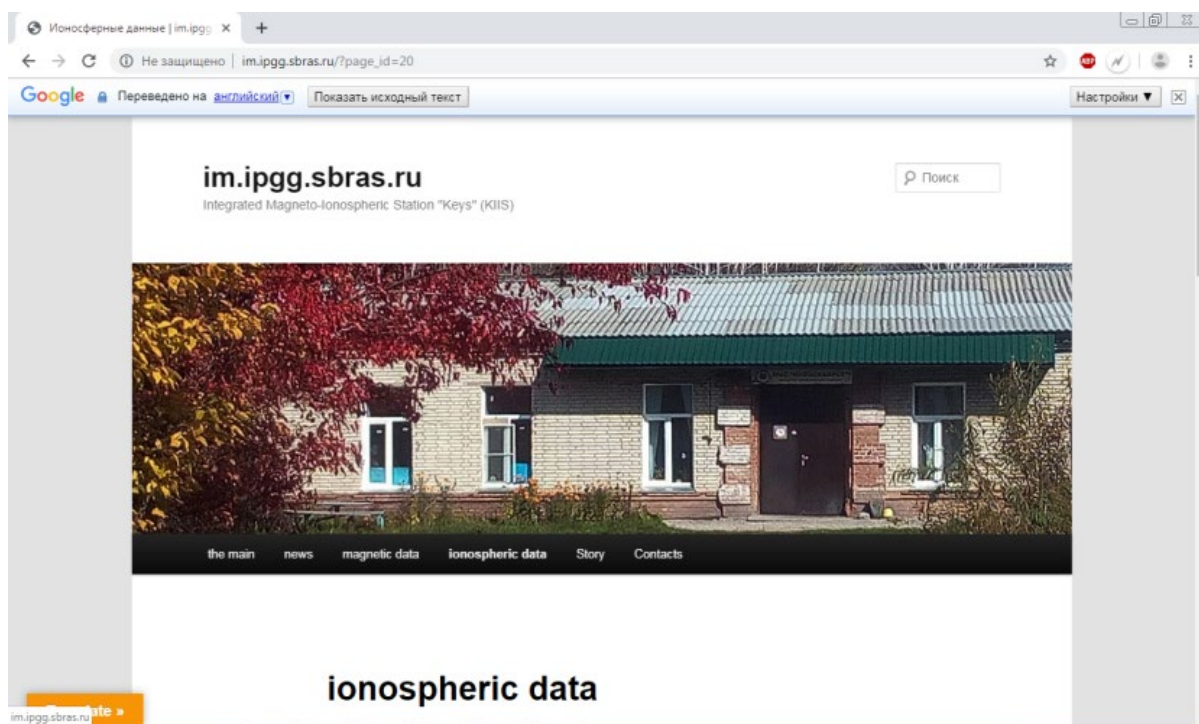 Ионосферные данные | im.ipgg
Не защищено | im.ipgg.sbras.ru/?page_id=20
ABP
Google Переведено на английский Показать исходный текст Настройки
im.ipgg.sbras.ru
Поиск
Integrated Magneto-Ionospheric Station "Keys" (KIIS)
the main news magnetic data ionospheric data Story Contacts
ionospheric data
im.ipgg.sbras.ru